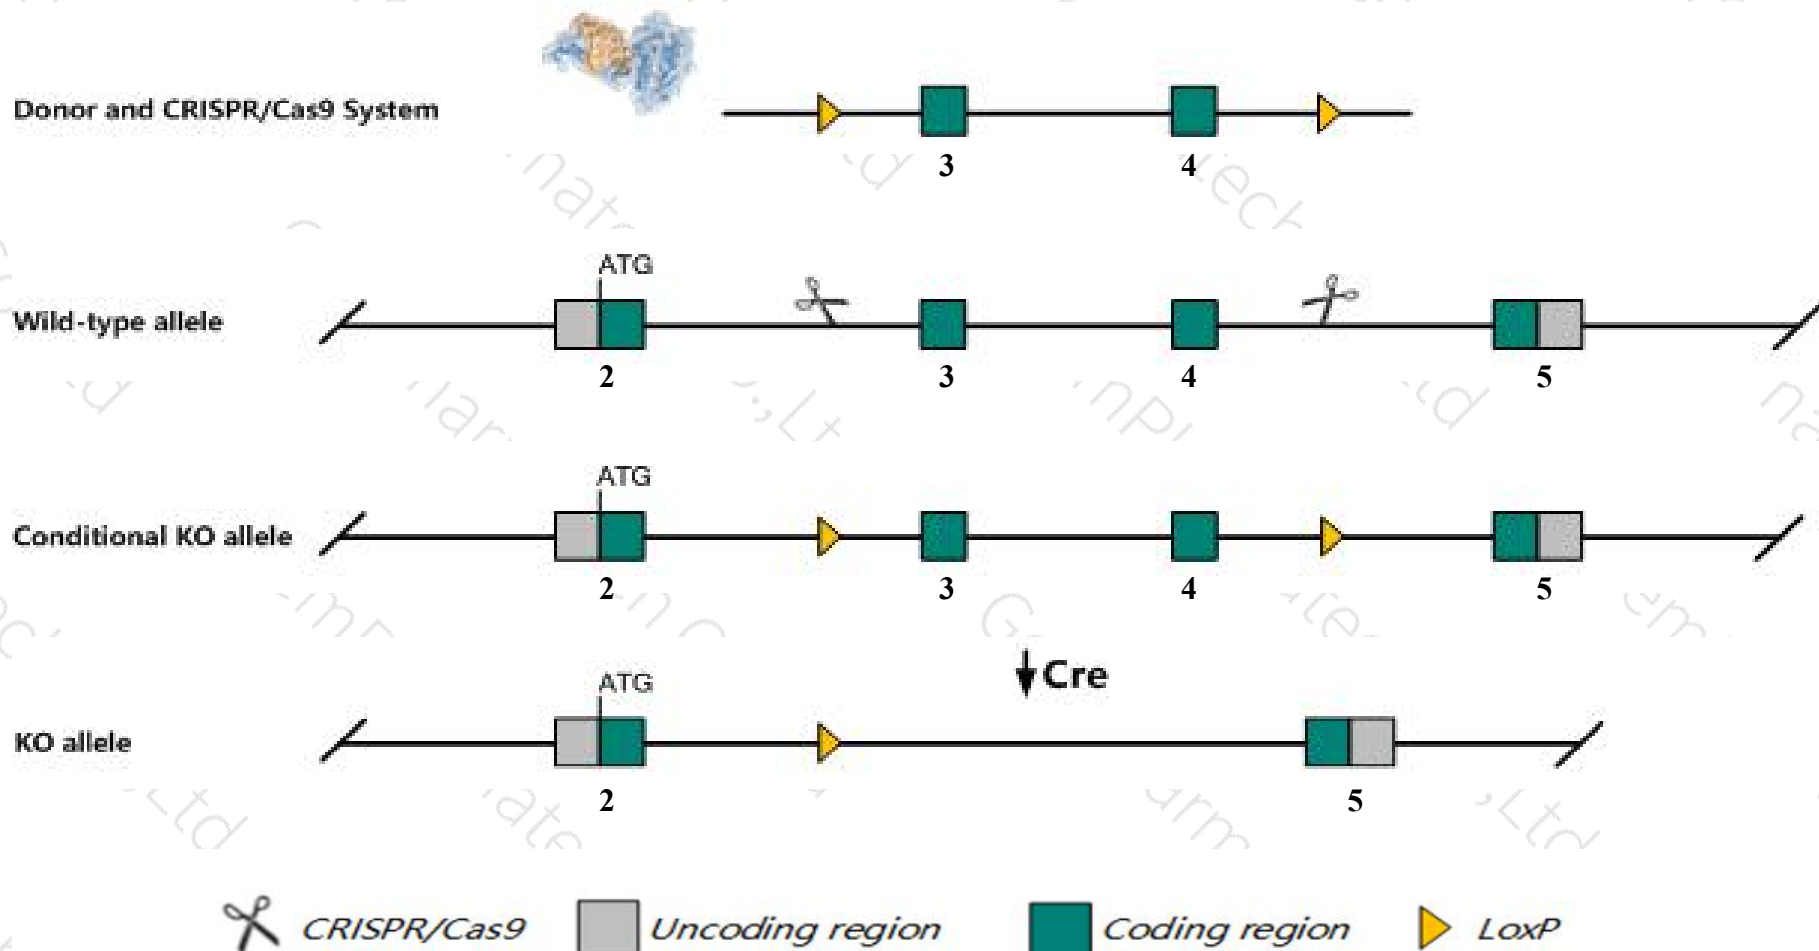 Donor and CRISPR/Cas9 System
3 4
ATG
Wild-type allele
2 3 4 5
ATG
Conditional KO allele
2 3 4 5
Cre
ATG
KO allele
2 5
CRISPR/Cas9 Uncoding region Coding region LoxP